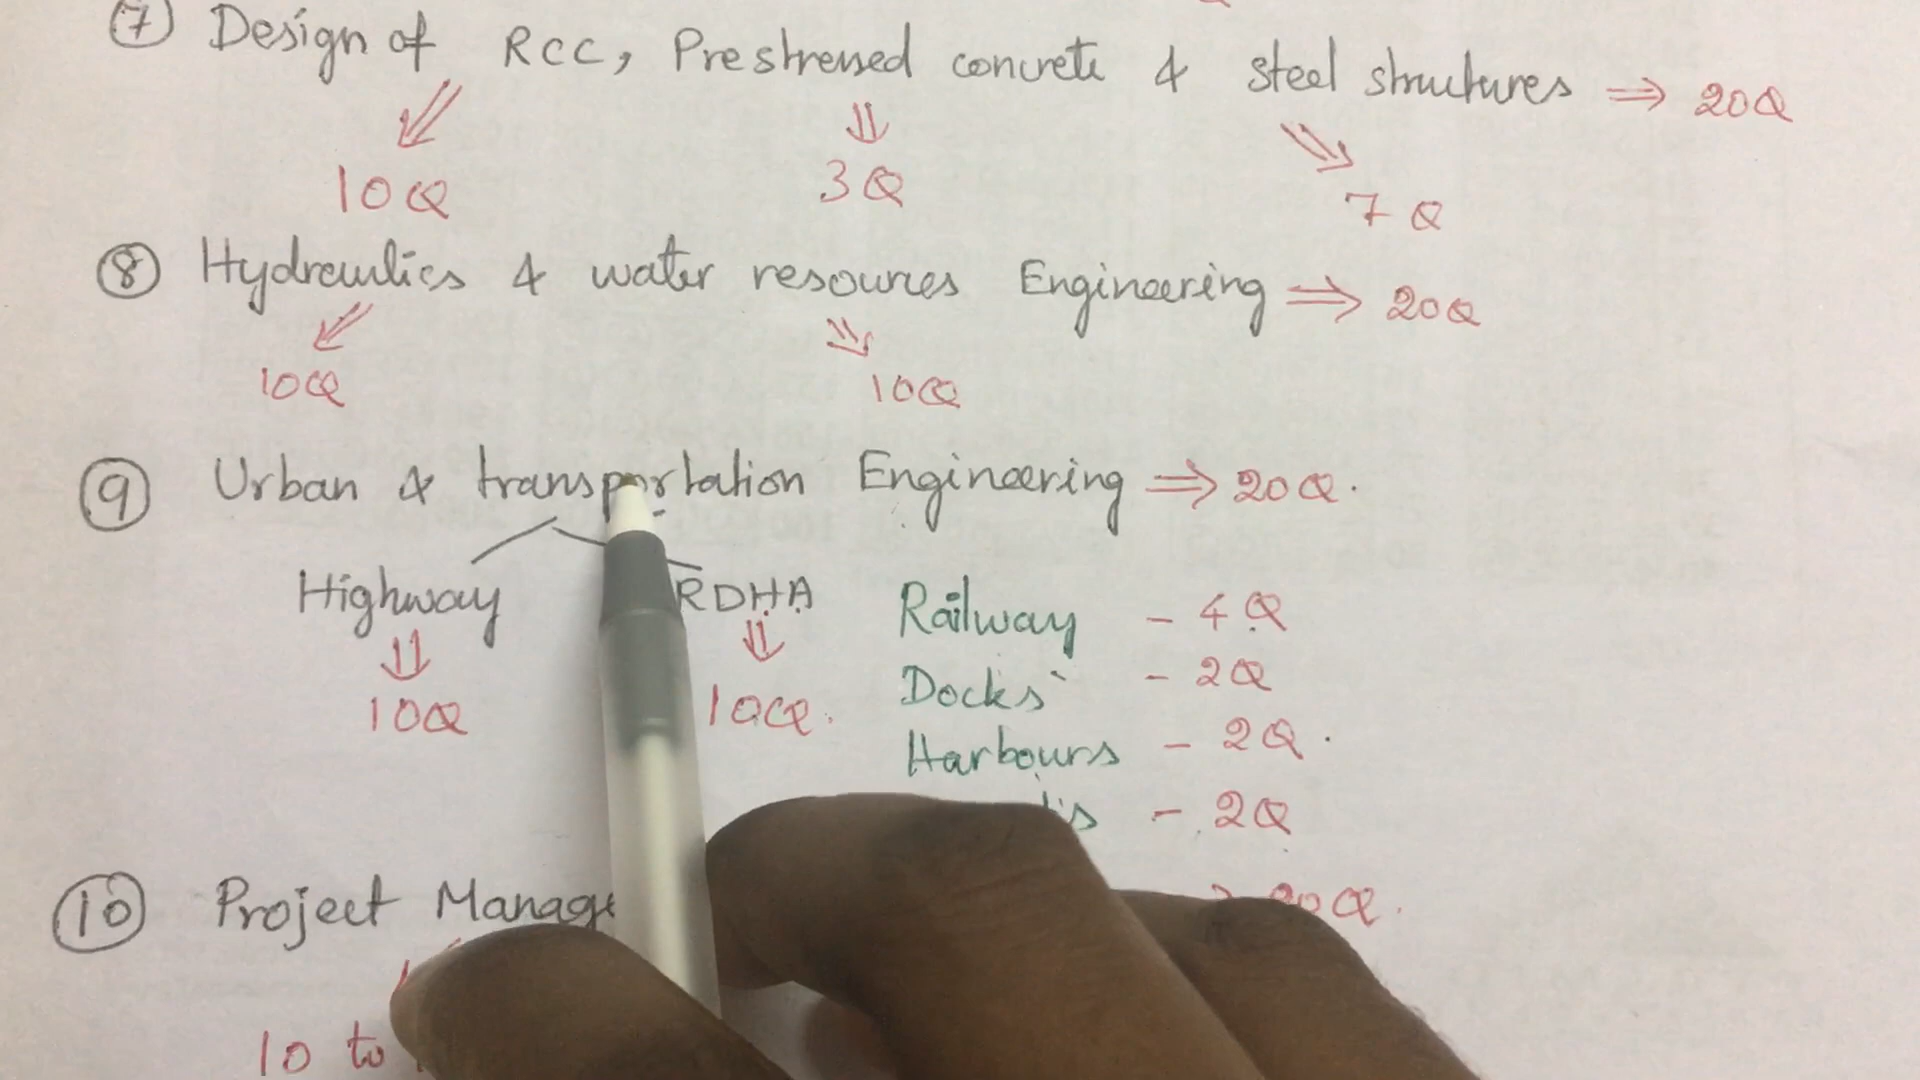 7 Design of RCC, Prestressed concrete & steel structures ⇒ 20Q
10Q 3Q 7Q
8 Hydraulics & water resources Engineering ⇒ 20Q
10Q 10Q
9 Urban & transportation Engineering ⇒ 20Q.
Highway RDHA
10Q 10Q.
Railway - 4Q
Docks - 2Q
Harbours - 2Q.
- 2Q
10 Project Manage 20Q.
10 to